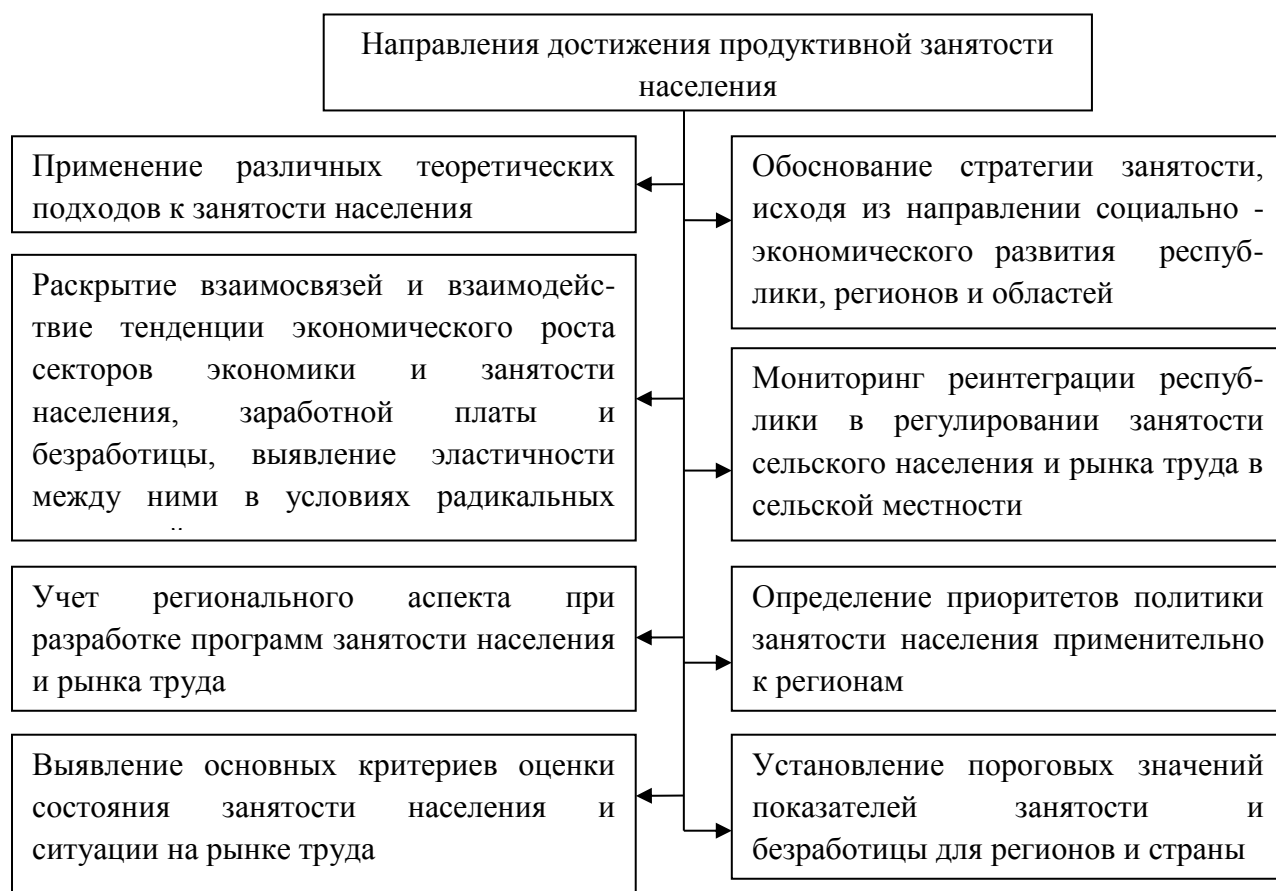 Направления достижения продуктивной занятости
населения
Применение различных теоретических
подходов к занятости населения
Раскрытие взаимосвязей и взаимодейс-
твие тенденции экономического роста
секторов экономики и занятости
населения, заработной платы и
безработицы, выявление эластичности
между ними в условиях радикальных
Учет регионального аспекта при
разработке программ занятости населения
и рынка труда
Выявление основных критериев оценки
состояния занятости населения и
ситуации на рынке труда
Обоснование стратегии занятости,
исходя из направлении социально -
экономического развития респуб-
лики, регионов и областей
Мониторинг реинтеграции респуб-
лики в регулировании занятости
сельского населения и рынка труда в
сельской местности
Определение приоритетов политики
занятости населения применительно
к регионам
Установление пороговых значений
показателей занятости и
безработицы для регионов и страны